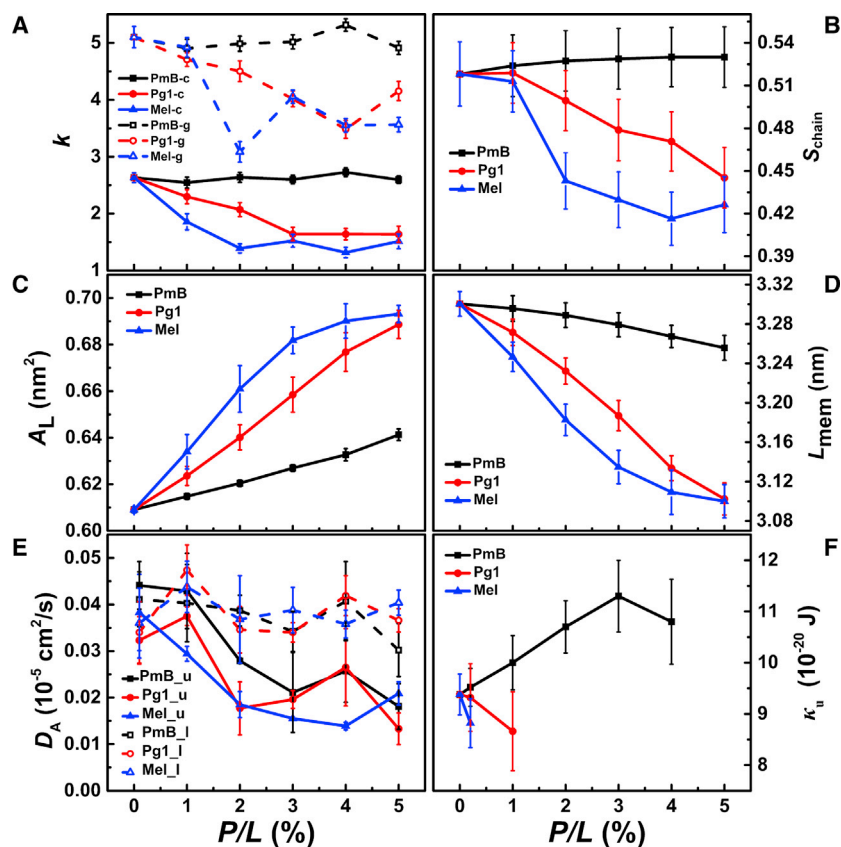 A
B
k
5
4
3
2
1
PmB-c
Pg1-c
Mel-c
PmB-g
Pg1-g
Mel-g
PmB
Pg1
Mel
0.54
0.51
0.48
0.45
0.42
0.39
S_chain
C
D
A_L (nm²)
0.70
0.68
0.66
0.64
0.62
0.60
PmB
Pg1
Mel
PmB
Pg1
Mel
3.32
3.28
3.24
3.20
3.16
3.12
3.08
L_mem (nm)
E
F
D_A (10⁻⁵ cm²/s)
0.05
0.04
0.03
0.02
0.01
0.00
PmB_u
Pg1_u
Mel_u
PmB_l
Pg1_l
Mel_l
0 1 2 3 4 5
P/L (%)
PmB
Pg1
Mel
12
11
10
9
8
κ_u (10⁻²⁰ J)
0 1 2 3 4 5
P/L (%)